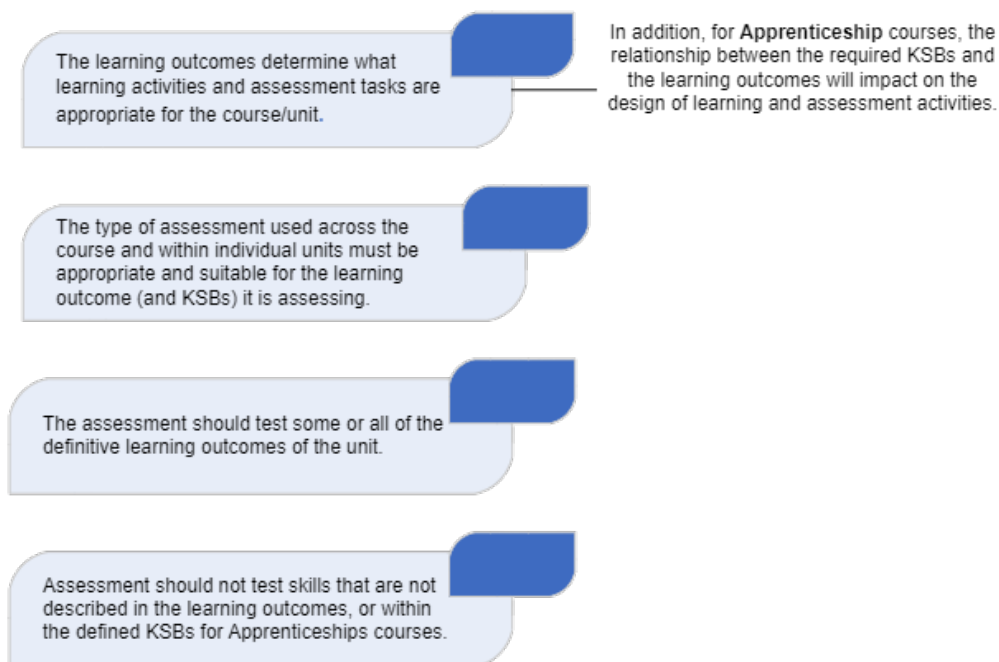 The learning outcomes determine what
learning activities and assessment tasks are
appropriate for the course/unit.
In addition, for Apprenticeship courses, the
relationship between the required KSBs and
the learning outcomes will impact on the
design of learning and assessment activities.
The type of assessment used across the
course and within individual units must be
appropriate and suitable for the learning
outcome (and KSBs) it is assessing.
The assessment should test some or all of the
definitive learning outcomes of the unit.
Assessment should not test skills that are not
described in the learning outcomes, or within
the defined KSBs for Apprenticeships courses.